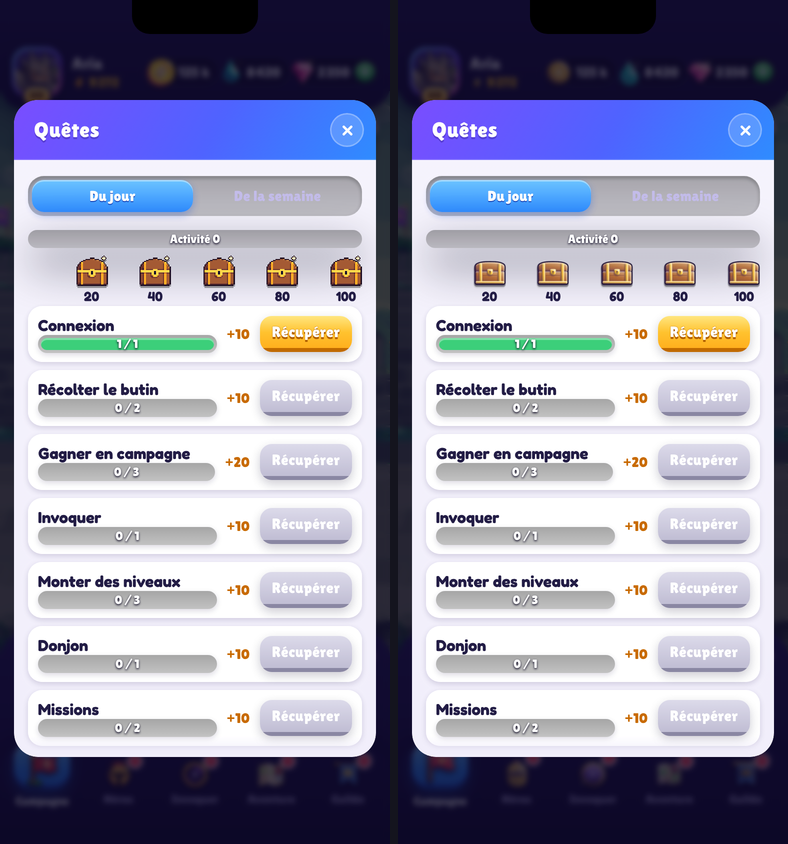 Quêtes
Du jour
De la semaine
Activité 0
20
40
60
80
100
Connexion
1 / 1
+10
Récupérer
Récolter le butin
0 / 2
+10
Récupérer
Gagner en campagne
0 / 3
+20
Récupérer
Invoquer
0 / 1
+10
Récupérer
Monter des niveaux
0 / 3
+10
Récupérer
Donjon
0 / 1
+10
Récupérer
Missions
0 / 2
+10
Récupérer
Quêtes
Du jour
De la semaine
Activité 0
20
40
60
80
100
Connexion
1 / 1
+10
Récupérer
Récolter le butin
0 / 2
+10
Récupérer
Gagner en campagne
0 / 3
+20
Récupérer
Invoquer
0 / 1
+10
Récupérer
Monter des niveaux
0 / 3
+10
Récupérer
Donjon
0 / 1
+10
Récupérer
Missions
0 / 2
+10
Récupérer